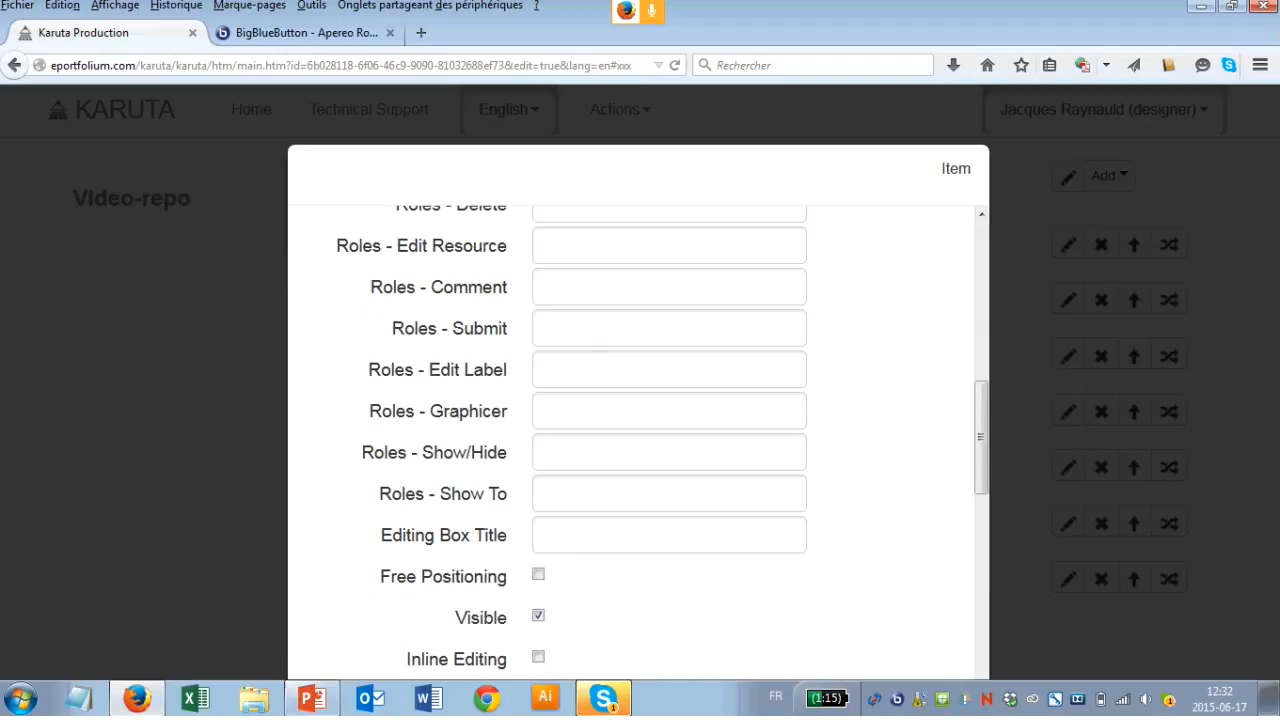 Fichier Edition Affichage Historique Marque-pages Outils Onglets partageant des périphériques ?
Karuta Production
BigBlueButton - Apereo Ro...
eportfolium.com/karuta/karuta/htm/main.htm?id=6b028118-6f06-46c9-9090-81032688ef73&edit=true&lang=en#xxx
Rechercher
KARUTA Home Technical Support English Actions Jacques Raynauld (designer)
Item
Add
Video-repo
Roles - Delete
Roles - Edit Resource
Roles - Comment
Roles - Submit
Roles - Edit Label
Roles - Graphicer
Roles - Show/Hide
Roles - Show To
Editing Box Title
Free Positioning
Visible
Inline Editing
FR (1:15) 12:32
2015-06-17